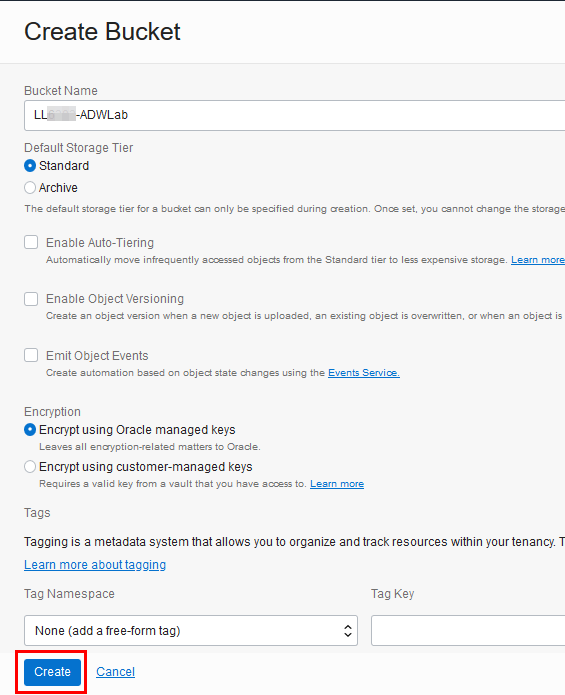 Create Bucket
Bucket Name
LL -ADWLab
Default Storage Tier
Standard
Archive
The default storage tier for a bucket can only be specified during creation. Once set, you cannot change the storage
Enable Auto-Tiering
Automatically move infrequently accessed objects from the Standard tier to less expensive storage. Learn more
Enable Object Versioning
Create an object version when a new object is uploaded, an existing object is overwritten, or when an object is
Emit Object Events
Create automation based on object state changes using the Events Service.
Encryption
Encrypt using Oracle managed keys
Leaves all encryption-related matters to Oracle.
Encrypt using customer-managed keys
Requires a valid key from a vault that you have access to. Learn more
Tags
Tagging is a metadata system that allows you to organize and track resources within your tenancy. T
Learn more about tagging
Tag Namespace Tag Key
None (add a free-form tag)
Create Cancel